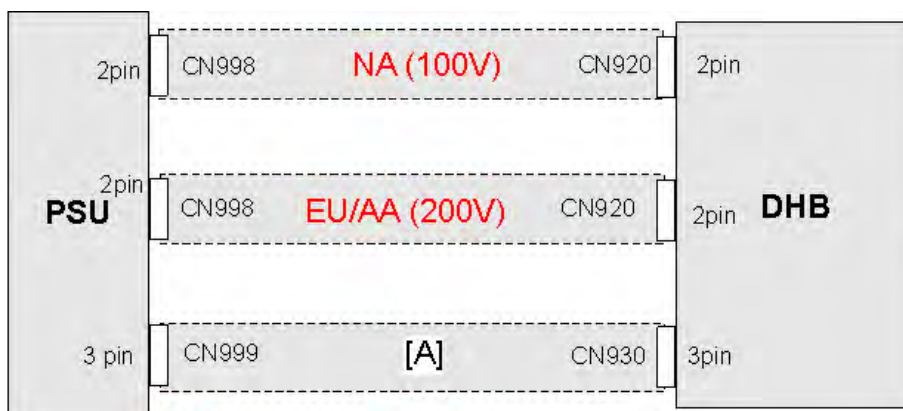 2pin CN998 NA (100V) CN920 2pin
2pin
PSU CN998 EU/AA (200V) CN920 2pin DHB
3 pin CN999 [A] CN930 3pin